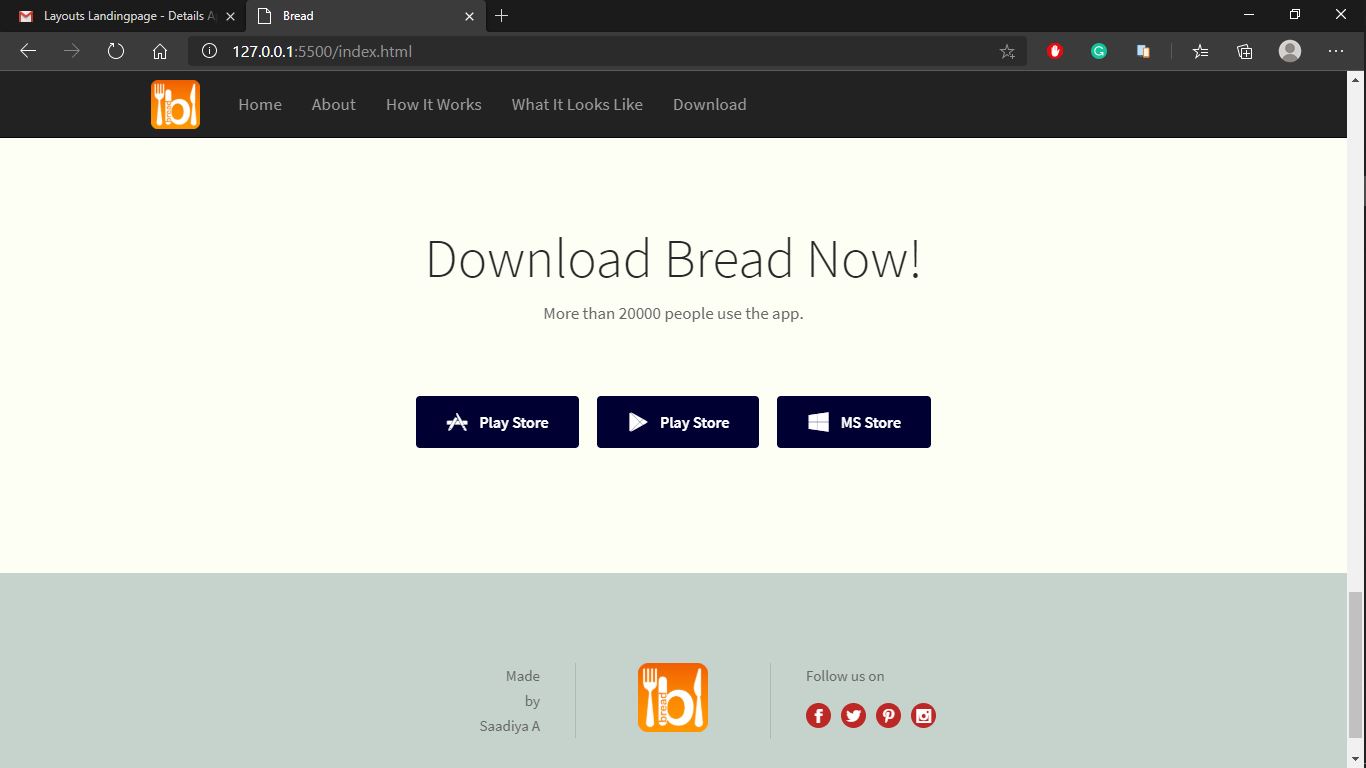 Layouts Landingpage - Details A
Bread
127.0.0.1:5500/index.html
bread
Home
About
How It Works
What It Looks Like
Download
Download Bread Now!
More than 20000 people use the app.
Play Store
Play Store
MS Store
Made
by
Saadiya A
bread
Follow us on